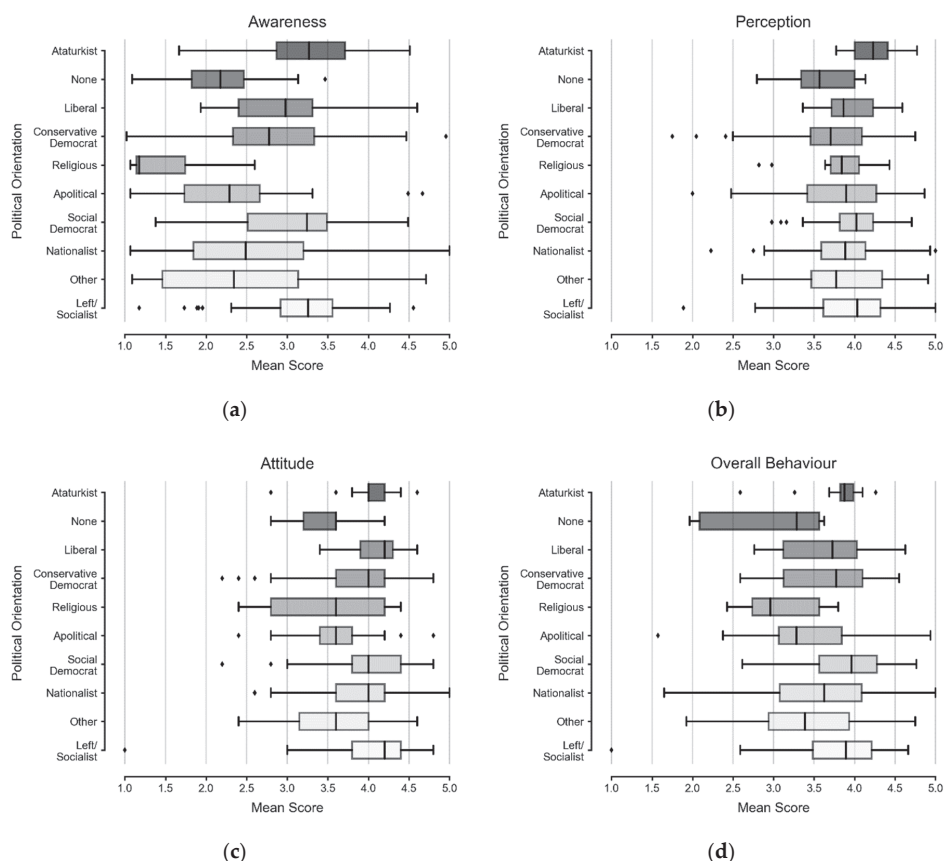 Awareness
Political Orientation
Ataturkist
None
Liberal
Conservative
Democrat
Religious
Apolitical
Social
Democrat
Nationalist
Other
Left/
Socialist
1.0 1.5 2.0 2.5 3.0 3.5 4.0 4.5 5.0
Mean Score
(a)
Perception
Political Orientation
Ataturkist
None
Liberal
Conservative
Democrat
Religious
Apolitical
Social
Democrat
Nationalist
Other
Left/
Socialist
1.0 1.5 2.0 2.5 3.0 3.5 4.0 4.5 5.0
Mean Score
(b)
Attitude
Political Orientation
Ataturkist
None
Liberal
Conservative
Democrat
Religious
Apolitical
Social
Democrat
Nationalist
Other
Left/
Socialist
1.0 1.5 2.0 2.5 3.0 3.5 4.0 4.5 5.0
Mean Score
(c)
Overall Behaviour
Political Orientation
Ataturkist
None
Liberal
Conservative
Democrat
Religious
Apolitical
Social
Democrat
Nationalist
Other
Left/
Socialist
1.0 1.5 2.0 2.5 3.0 3.5 4.0 4.5 5.0
Mean Score
(d)